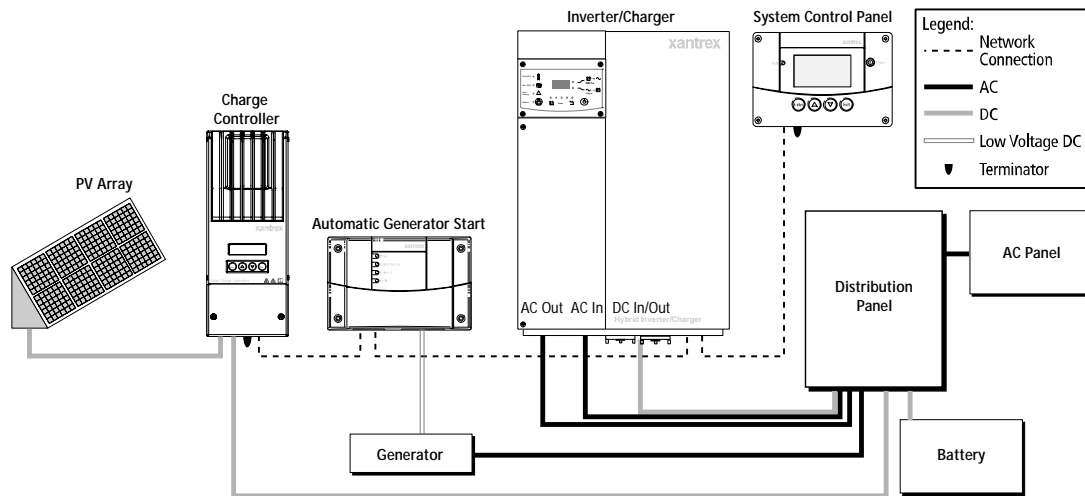 Inverter/Charger
System Control Panel
Legend:
Network
Connection
AC
DC
Low Voltage DC
Terminator
xantrex
xantrex
Charge
Controller
PV Array
xantrex
Automatic Generator Start
xantrex
AC Out AC In DC In/Out
Hybrid Inverter/Charger
Distribution
Panel
AC Panel
Generator
Battery